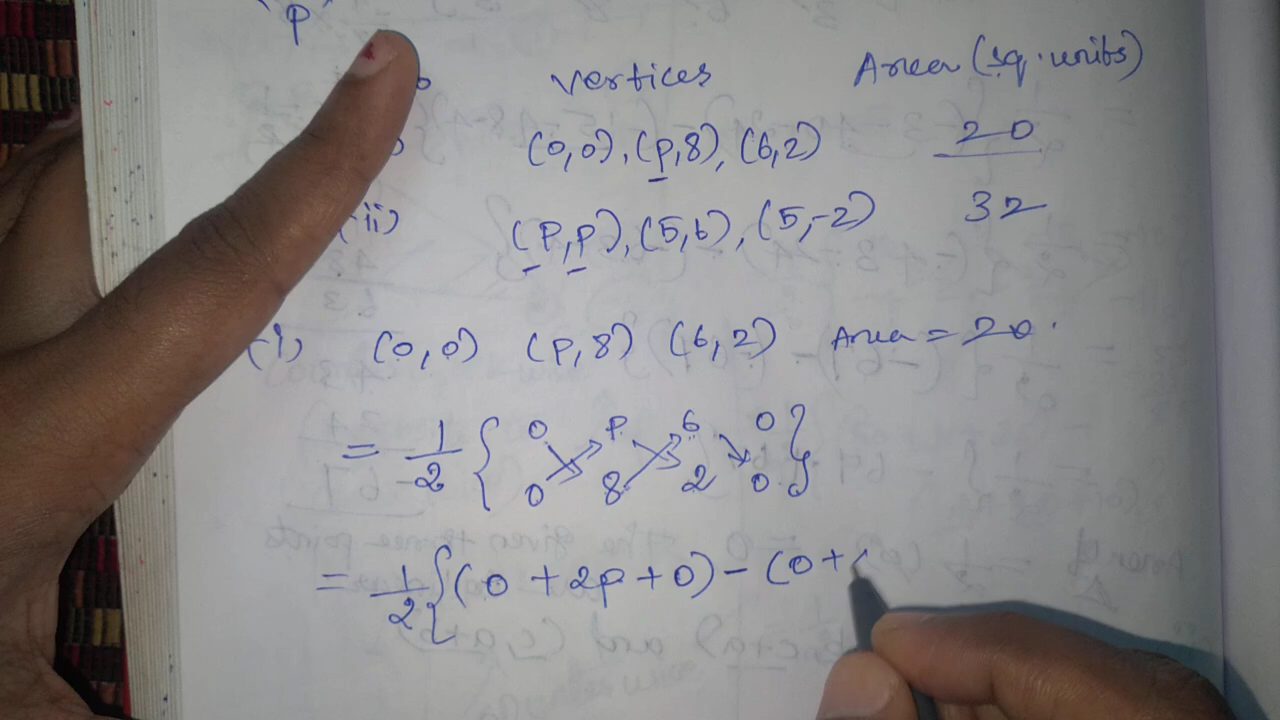 "P"
vertices Area (sq. units)
(0,0), (p,8), (6,2) 20
(ii) (P,P), (5,6), (5,-2) 32
(i) (0,0) (p,8) (6,2) Area = 20.
= 1/2 { 0 P 6 0 }
0 8 2 0
= 1/2 {(0 + 2p + 0) - (0 +